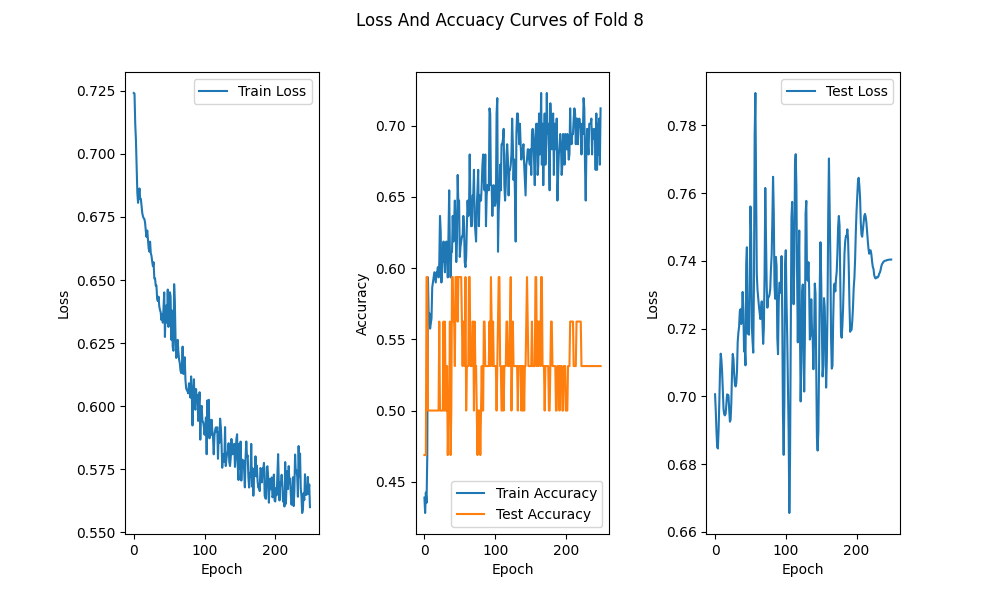 Loss And Accuacy Curves of Fold 8
Train Loss
0.725
0.700
0.675
0.650
0.625
0.600
0.575
0.550
Loss
0
100
200
Epoch
0.70
0.65
0.60
0.55
0.50
0.45
Accuracy
Train Accuracy
Test Accuracy
0
100
200
Epoch
Test Loss
0.78
0.76
0.74
0.72
0.70
0.68
0.66
Loss
0
100
200
Epoch